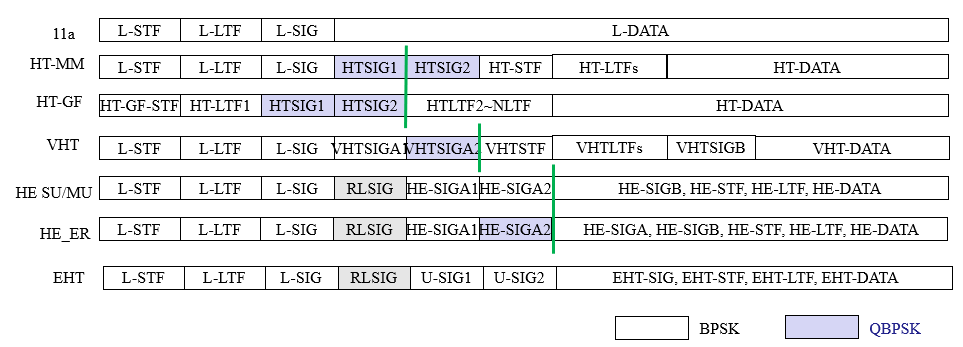 11a L-STF L-LTF L-SIG L-DATA
HT-MM L-STF L-LTF L-SIG HTSIG1 HTSIG2 HT-STF HT-LTFs HT-DATA
HT-GF HT-GF-STF HT-LTF1 HTSIG1 HTSIG2 HTLTF2~NLTF HT-DATA
VHT L-STF L-LTF L-SIG VHTSIGA1 VHTSIGA2 VHTSTF VHTLTFs VHTSIGB VHT-DATA
HE SU/MU L-STF L-LTF L-SIG RLSIG HE-SIGA1 HE-SIGA2 HE-SIGB, HE-STF, HE-LTF, HE-DATA
HE_ER L-STF L-LTF L-SIG RLSIG HE-SIGA1 HE-SIGA2 HE-SIGA, HE-SIGB, HE-STF, HE-LTF, HE-DATA
EHT L-STF L-LTF L-SIG RLSIG U-SIG1 U-SIG2 EHT-SIG, EHT-STF, EHT-LTF, EHT-DATA
BPSK QBPSK